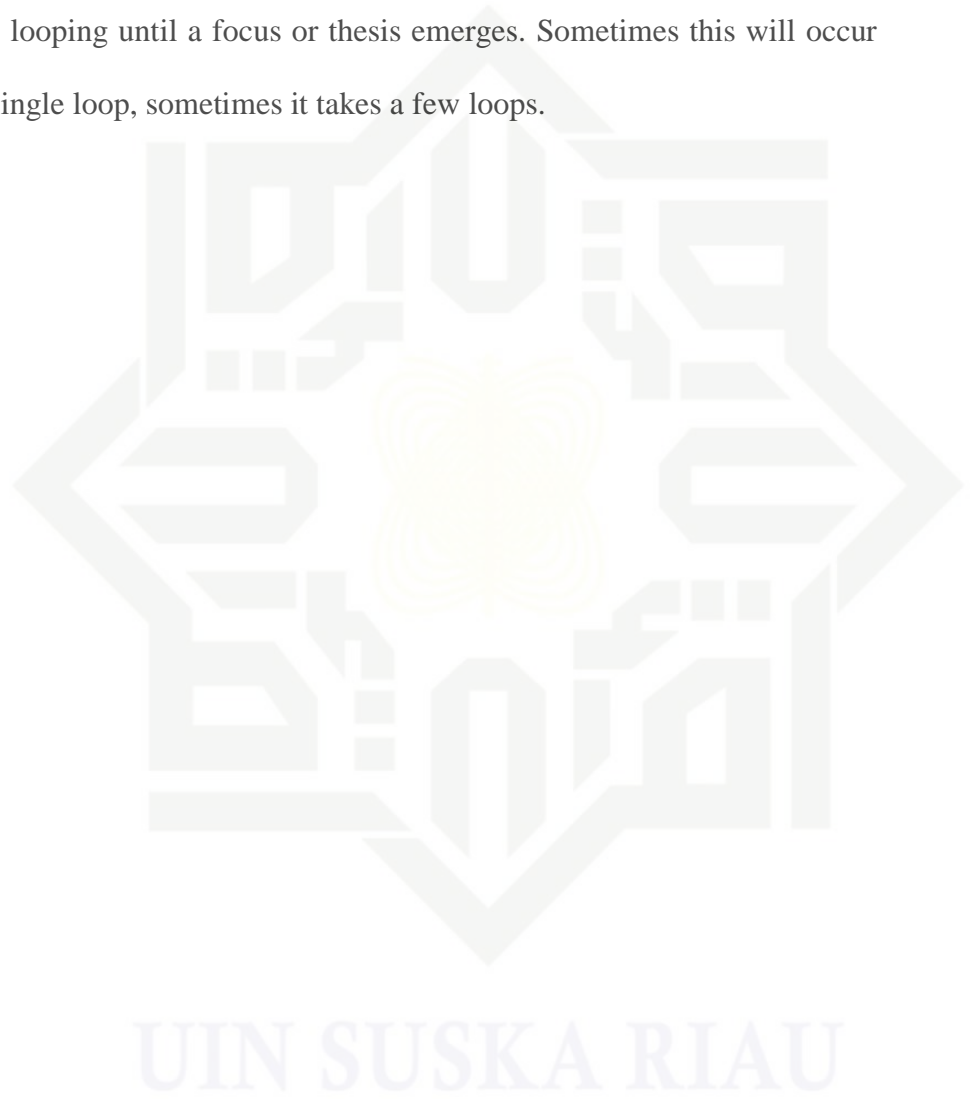 looping until a focus or thesis emerges. Sometimes this will occur
ingle loop, sometimes it takes a few loops.
UIN SUSKA RIAU